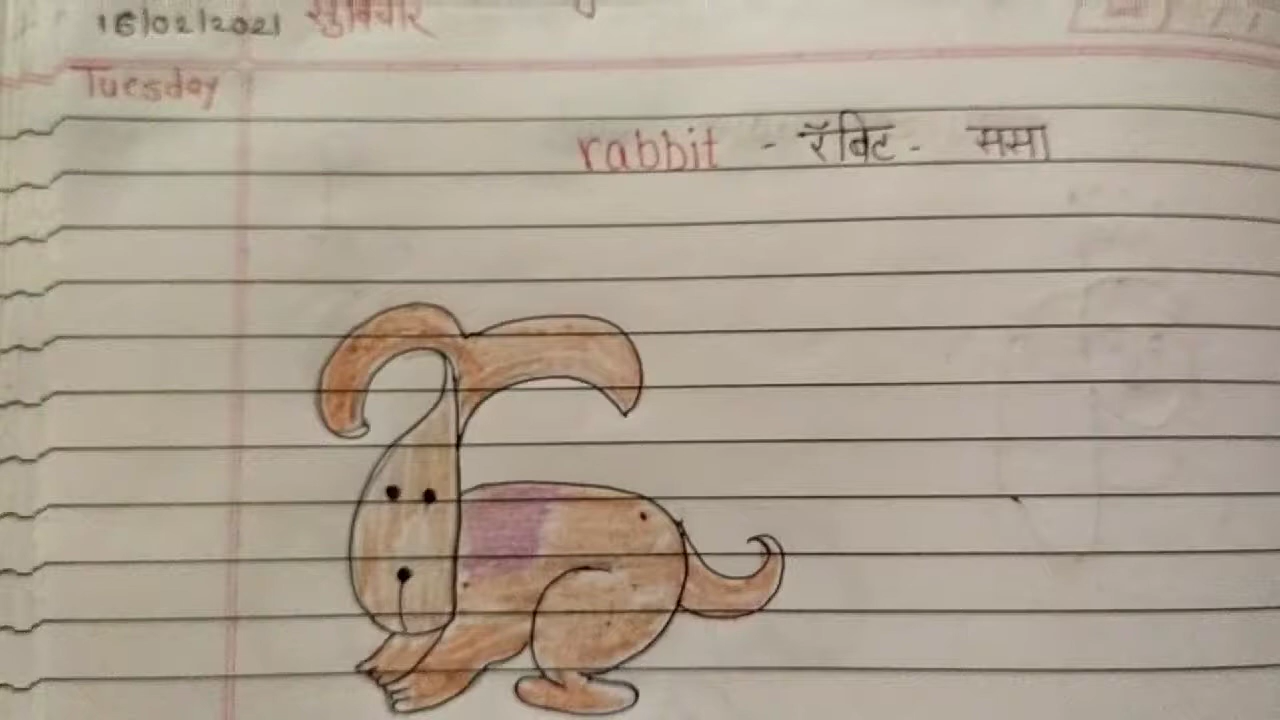 16/02/2021 सुविचार
Tuesday
rabbit - रॅबिट - ससा